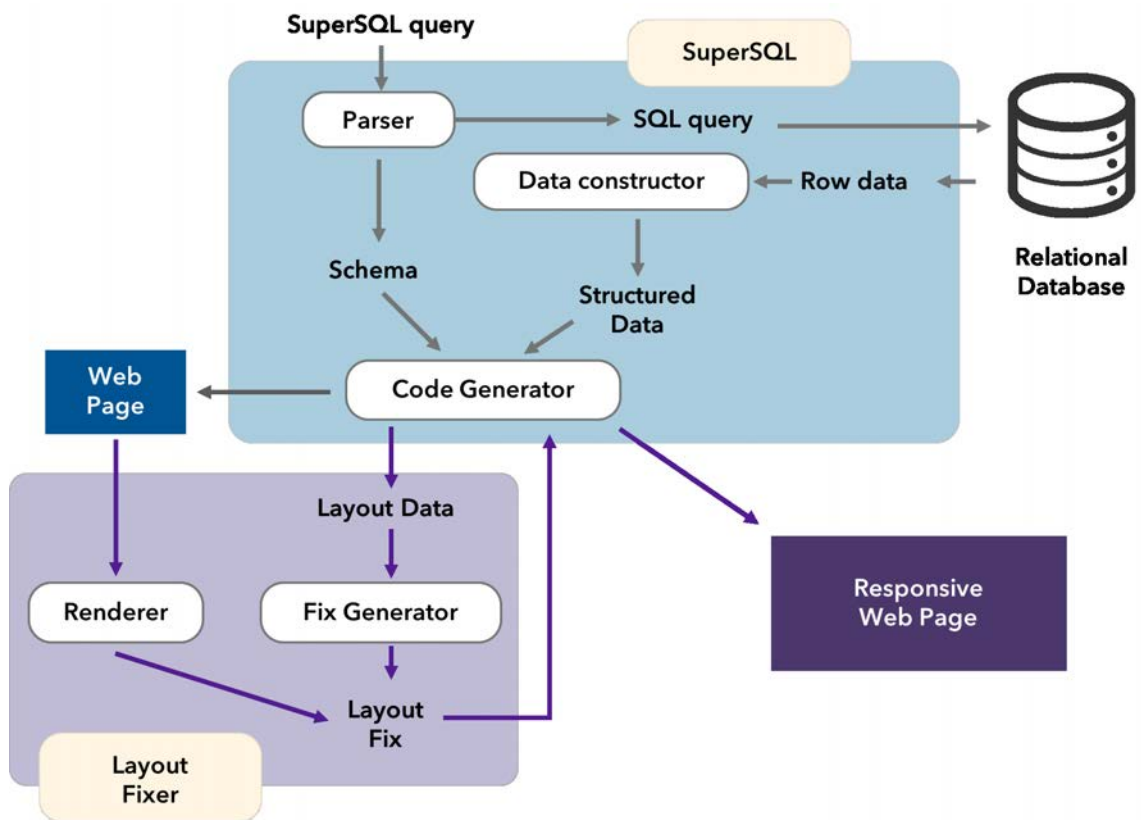 SuperSQL query
SuperSQL
Parser
SQL query
Data constructor
Row data
Relational
Database
Schema
Structured
Data
Web
Page
Code Generator
Layout Data
Renderer
Fix Generator
Responsive
Web Page
Layout
Fix
Layout
Fixer